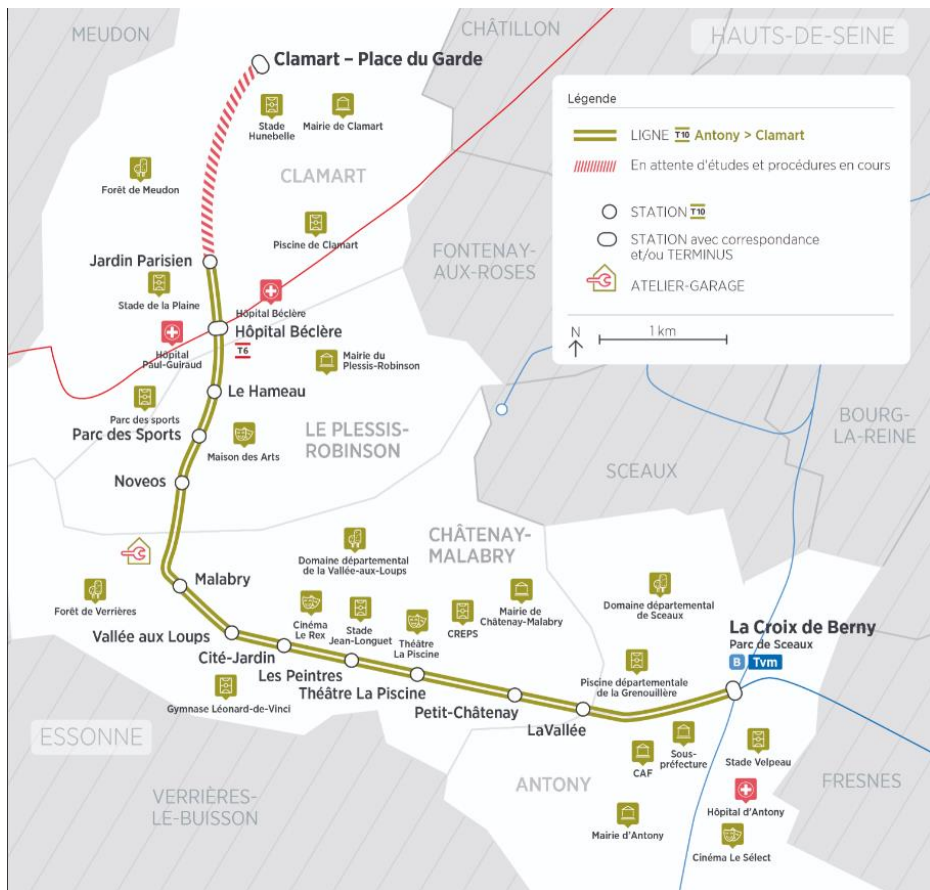 MEUDON
CHÂTILLON
HAUTS-DE-SEINE
Clamart – Place du Garde
Légende
LIGNE T10 Antony > Clamart
En attente d'études et procédures en cours
STATION T10
STATION avec correspondance
et/ou TERMINUS
ATELIER-GARAGE
N
1 km
Stade
Hunebelle
Mairie de Clamart
Forêt de Meudon
CLAMART
Piscine de Clamart
FONTENAY-
AUX-ROSES
Jardin Parisien
Stade de la Plaine
Hôpital Béclère
Hôpital Béclère
T6
Hôpital
Paul-Guiraud
Mairie du
Plessis-Robinson
Le Hameau
Parc des sports
Parc des Sports
Maison des Arts
LE PLESSIS-
ROBINSON
BOURG-
LA-REINE
SCEAUX
Noveos
CHÂTENAY-
MALABRY
Domaine départemental
de la Vallée-aux-Loups
Malabry
Forêt de Verrières
Cinéma
Le Rex
Stade
Jean-Longuet
Théâtre
La Piscine
CREPS
Mairie de
Châtenay-Malabry
Domaine départemental
de Sceaux
La Croix de Berny
Parc de Sceaux
B Tvm
Vallée aux Loups
Cité-Jardin
Les Peintres
Théâtre La Piscine
Petit-Châtenay
LaVallée
Piscine départementale
de la Grenouillère
Gymnase Léonard-de-Vinci
ESSONNE
VERRIÈRES-
LE-BUISSON
ANTONY
CAF
Sous-
préfecture
Stade Velpeau
FRESNES
Hôpital d'Antony
Mairie d'Antony
Cinéma Le Sélect